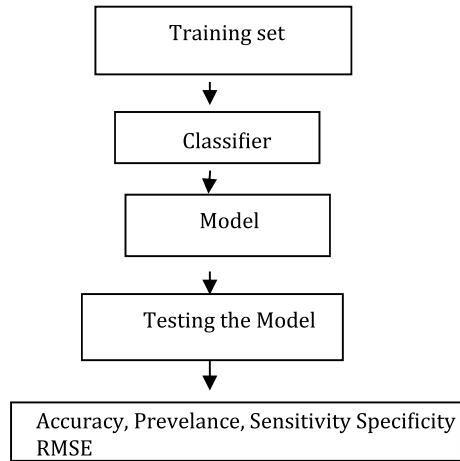 Training set
Classifier
Model
Testing the Model
Accuracy, Prevelance, Sensitivity Specificity
RMSE